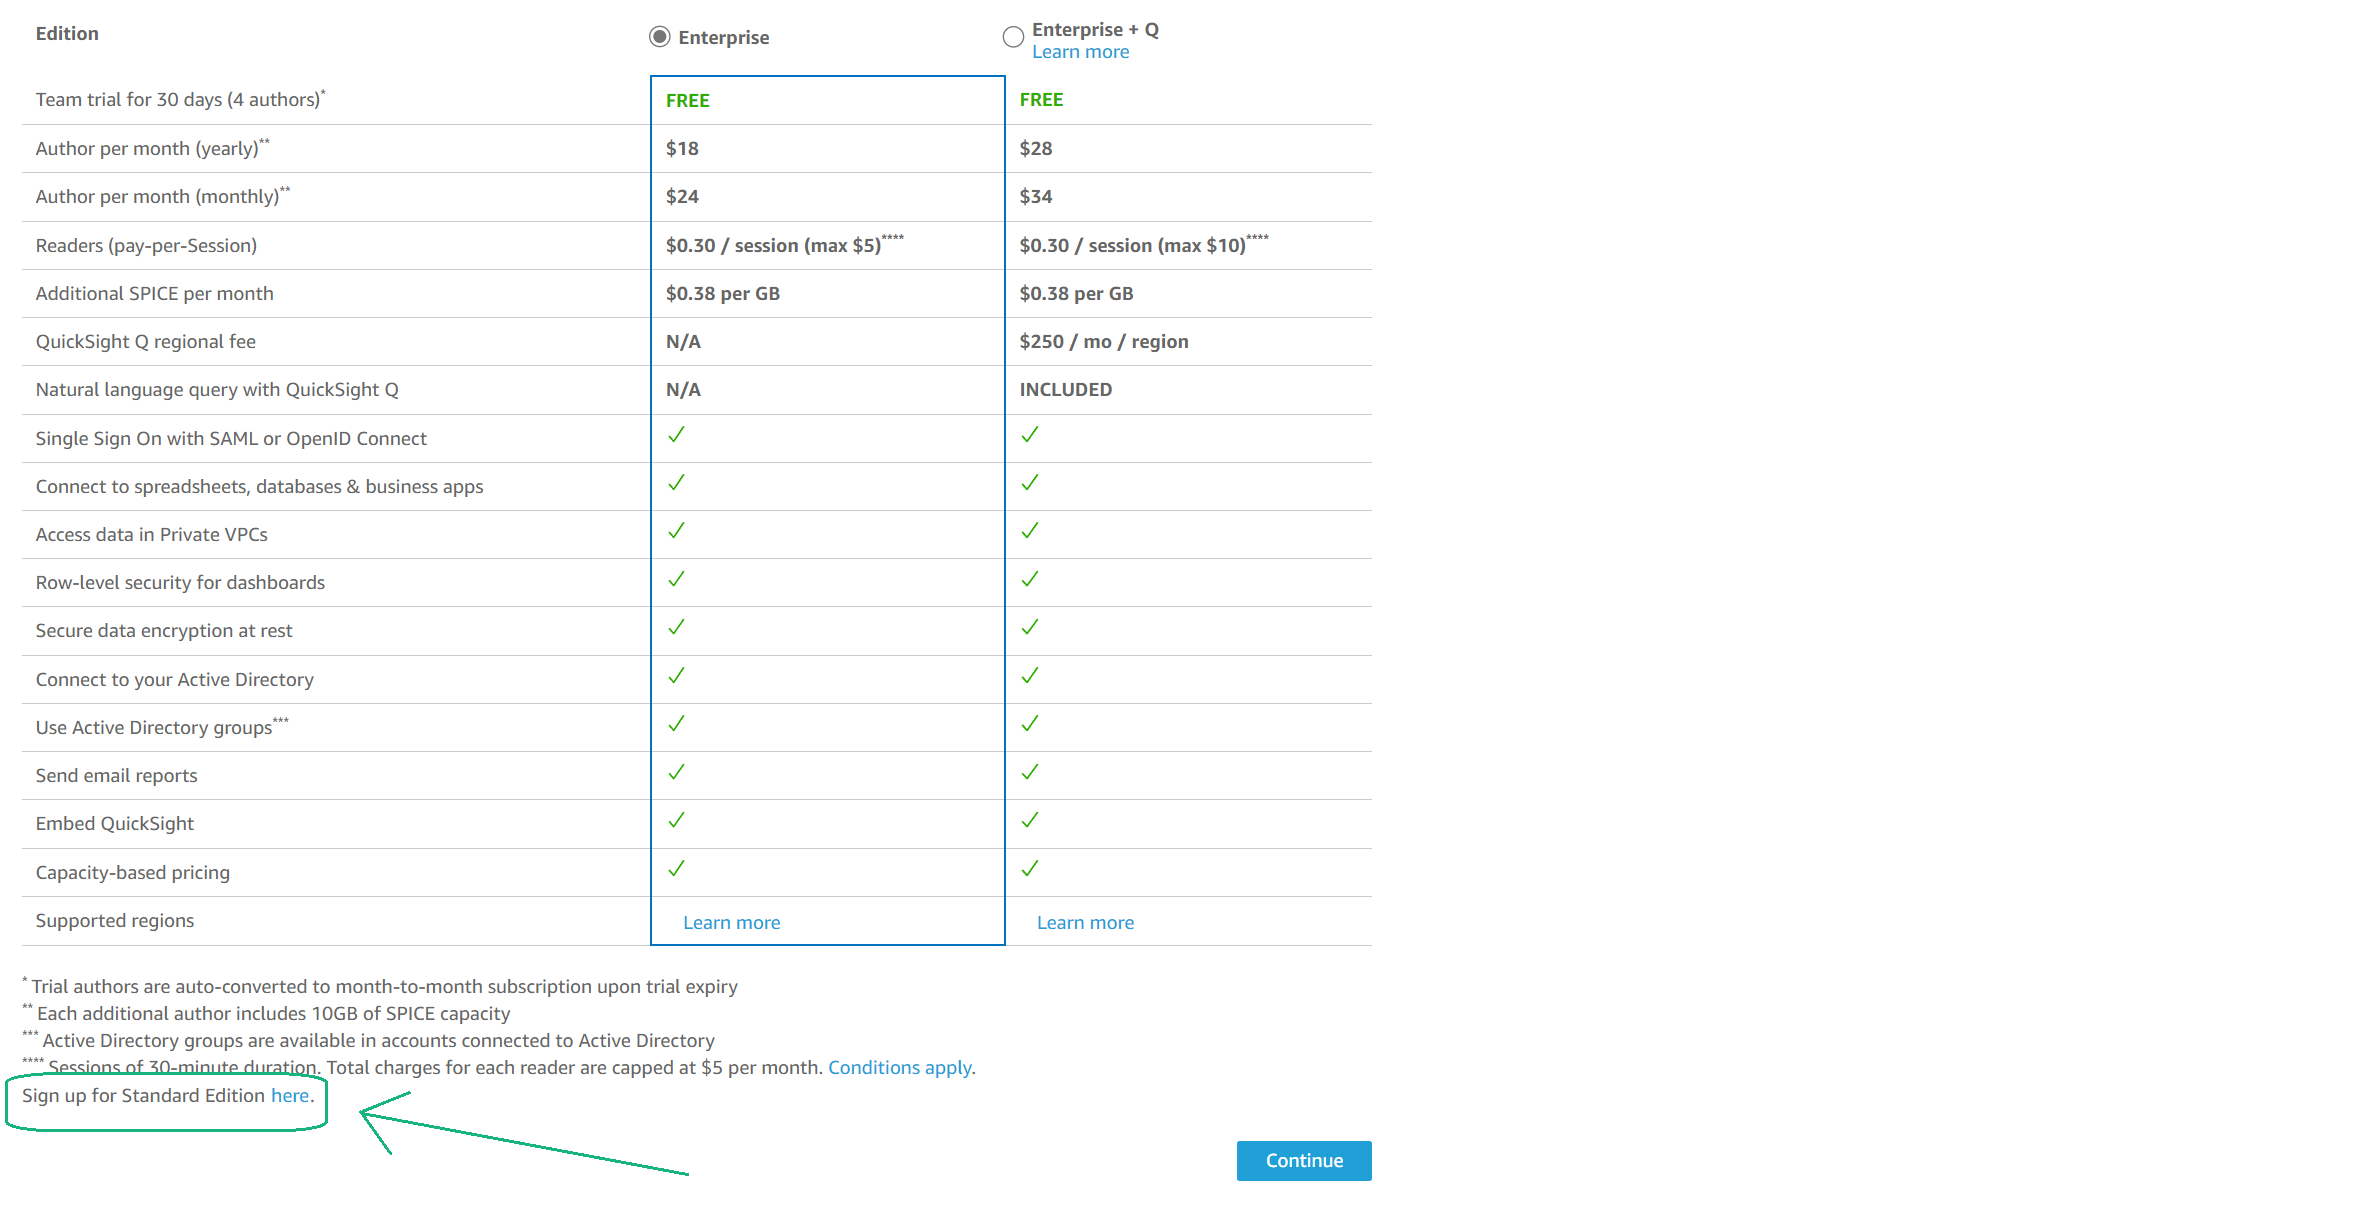 Edition Enterprise Enterprise + Q
Learn more
Team trial for 30 days (4 authors)* FREE FREE
Author per month (yearly)** $18 $28
Author per month (monthly)** $24 $34
Readers (pay-per-Session) $0.30 / session (max $5)**** $0.30 / session (max $10)****
Additional SPICE per month $0.38 per GB $0.38 per GB
QuickSight Q regional fee N/A $250 / mo / region
Natural language query with QuickSight Q N/A INCLUDED
Single Sign On with SAML or OpenID Connect ✓ ✓
Connect to spreadsheets, databases & business apps ✓ ✓
Access data in Private VPCs ✓ ✓
Row-level security for dashboards ✓ ✓
Secure data encryption at rest ✓ ✓
Connect to your Active Directory ✓ ✓
Use Active Directory groups*** ✓ ✓
Send email reports ✓ ✓
Embed QuickSight ✓ ✓
Capacity-based pricing ✓ ✓
Supported regions Learn more Learn more
* Trial authors are auto-converted to month-to-month subscription upon trial expiry
** Each additional author includes 10GB of SPICE capacity
*** Active Directory groups are available in accounts connected to Active Directory
**** Sessions of 30-minute duration. Total charges for each reader are capped at $5 per month. Conditions apply.
Sign up for Standard Edition here.
Continue